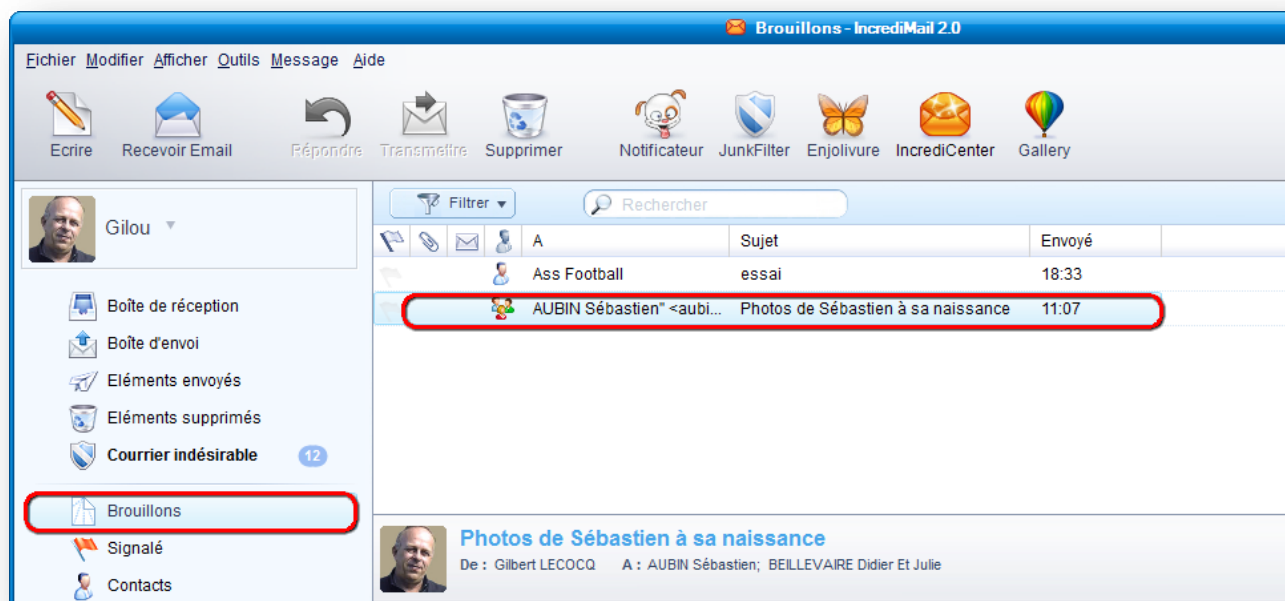 Brouillons - IncrediMail 2.0
Fichier Modifier Afficher Outils Message Aide
Ecrire Recevoir Email Répondre Transmettre Supprimer Notificateur JunkFilter Enjolivure IncrediCenter Gallery
Gilou
Filtrer Rechercher
A Sujet Envoyé
Ass Football essai 18:33
AUBIN Sébastien" <aubi... Photos de Sébastien à sa naissance 11:07
Boîte de réception
Boîte d'envoi
Eléments envoyés
Eléments supprimés
Courrier indésirable 12
Brouillons
Signalé
Contacts
Photos de Sébastien à sa naissance
De : Gilbert LECOCQ A : AUBIN Sébastien; BEILLEVAIRE Didier Et Julie